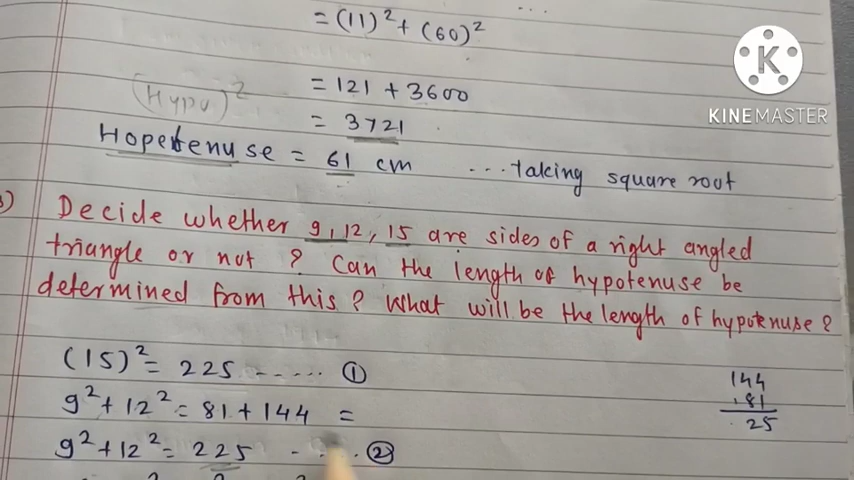 = (11)² + (60)²
(Hypo)² = 121 + 3600
= 3721
Hopetenuse = 61 cm ...taking square root
KINEMASTER
Decide whether 9, 12, 15 are sides of a right angled
triangle or not ? Can the length of hypotenuse be
determined from this ? What will be the length of hypotenuse ?
(15)² = 225 ...... ①
9² + 12² = 81 + 144 =
9² + 12² = 225 ..... ②
144
81
25